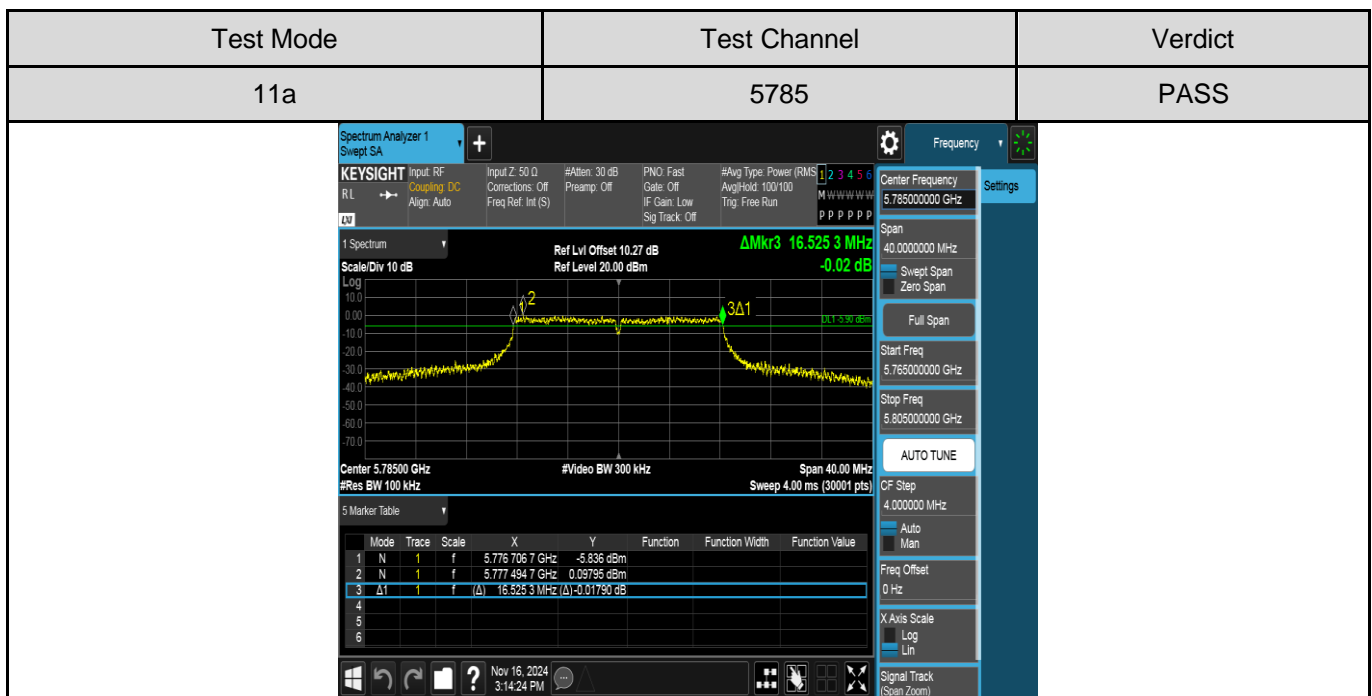 Test Mode Test Channel Verdict
11a 5785 PASS
Spectrum Analyzer 1
Swept SA
+
Frequency
KEYSIGHT
RL
LXI
Input: RF
Coupling: DC
Align: Auto
Input Z: 50 Ω
Corrections: Off
Freq Ref: Int (S)
#Atten: 30 dB
Preamp: Off
PNO: Fast
Gate: Off
IF Gain: Low
Sig Track: Off
#Avg Type: Power (RMS
Avg|Hold: 100/100
Trig: Free Run
1 2 3 4 5 6
M W W W W W
P P P P P P
1 Spectrum
Scale/Div 10 dB
Ref Lvl Offset 10.27 dB
Ref Level 20.00 dBm
ΔMkr3 16.525 3 MHz
-0.02 dB
Log
10.0
0.00
-10.0
-20.0
-30.0
-40.0
-50.0
-60.0
-70.0
2
3Δ1
DL1 -5.90 dBm
Center 5.78500 GHz #Video BW 300 kHz Span 40.00 MHz
#Res BW 100 kHz Sweep 4.00 ms (30001 pts)
5 Marker Table
Mode Trace Scale X Y Function Function Width Function Value
1 N 1 f 5.776 706 7 GHz -5.836 dBm
2 N 1 f 5.777 494 7 GHz 0.09795 dBm
3 Δ1 1 f (Δ) 16.525 3 MHz (Δ) -0.01790 dB
4
5
6
?
Nov 16, 2024
3:14:24 PM
Center Frequency
5.785000000 GHz
Settings
Span
40.0000000 MHz
Swept Span
Zero Span
Full Span
Start Freq
5.765000000 GHz
Stop Freq
5.805000000 GHz
AUTO TUNE
CF Step
4.000000 MHz
Auto
Man
Freq Offset
0 Hz
X Axis Scale
Log
Lin
Signal Track
(Span Zoom)